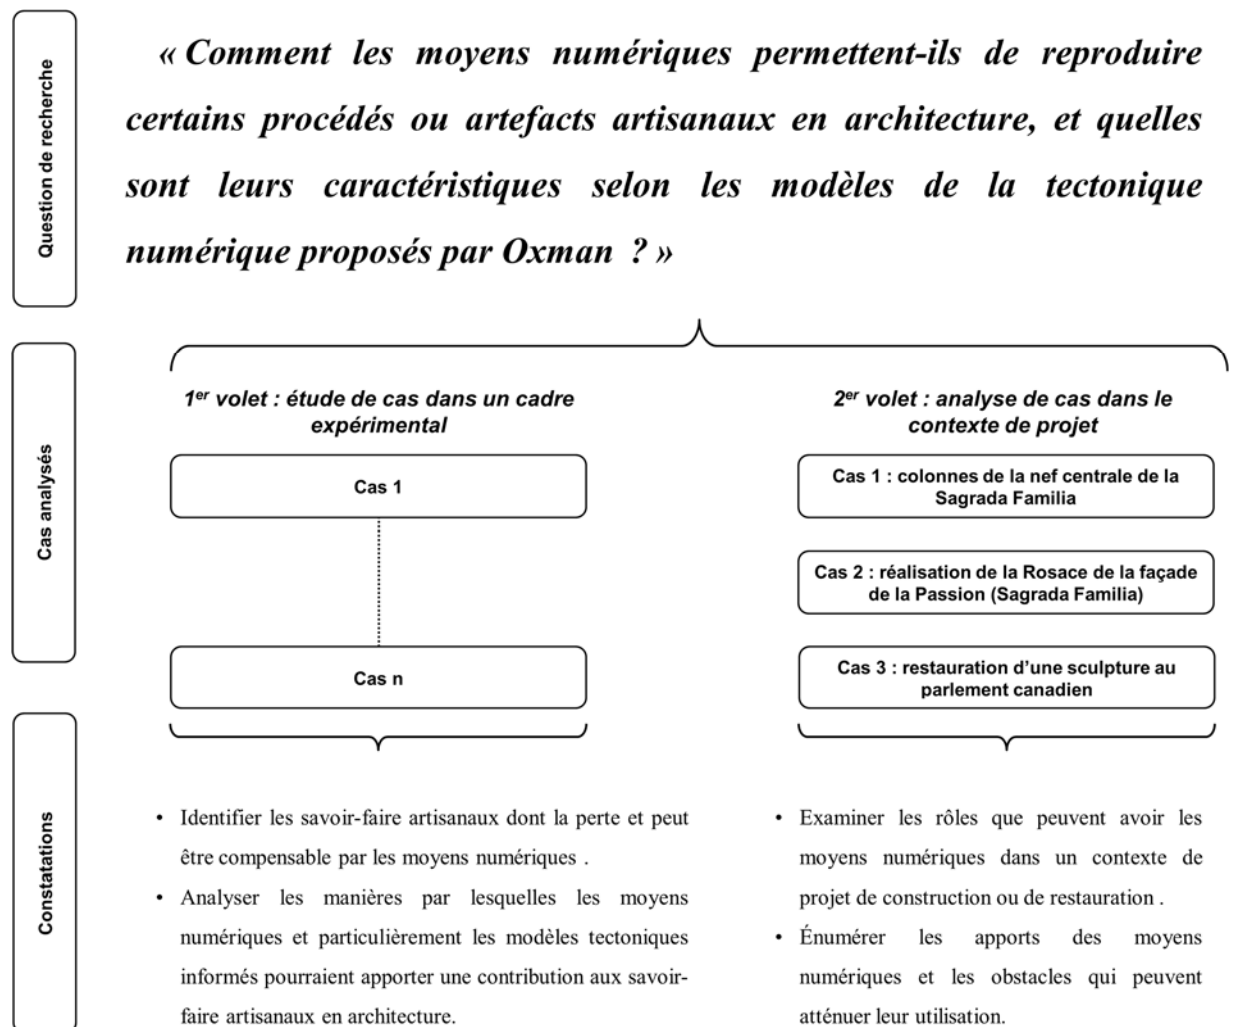 Question de recherche
« Comment les moyens numériques permettent-ils de reproduire
certains procédés ou artefacts artisanaux en architecture, et quelles
sont leurs caractéristiques selon les modèles de la tectonique
numérique proposés par Oxman ? »
Cas analysés
1er volet : étude de cas dans un cadre
expérimental
Cas 1
Cas n
2er volet : analyse de cas dans le
contexte de projet
Cas 1 : colonnes de la nef centrale de la
Sagrada Familia
Cas 2 : réalisation de la Rosace de la façade
de la Passion (Sagrada Familia)
Cas 3 : restauration d'une sculpture au
parlement canadien
Constatations
• Identifier les savoir-faire artisanaux dont la perte et peut
être compensable par les moyens numériques .
• Analyser les manières par lesquelles les moyens
numériques et particulièrement les modèles tectoniques
informés pourraient apporter une contribution aux savoir-
faire artisanaux en architecture.
• Examiner les rôles que peuvent avoir les
moyens numériques dans un contexte de
projet de construction ou de restauration .
• Énumérer les apports des moyens
numériques et les obstacles qui peuvent
atténuer leur utilisation.